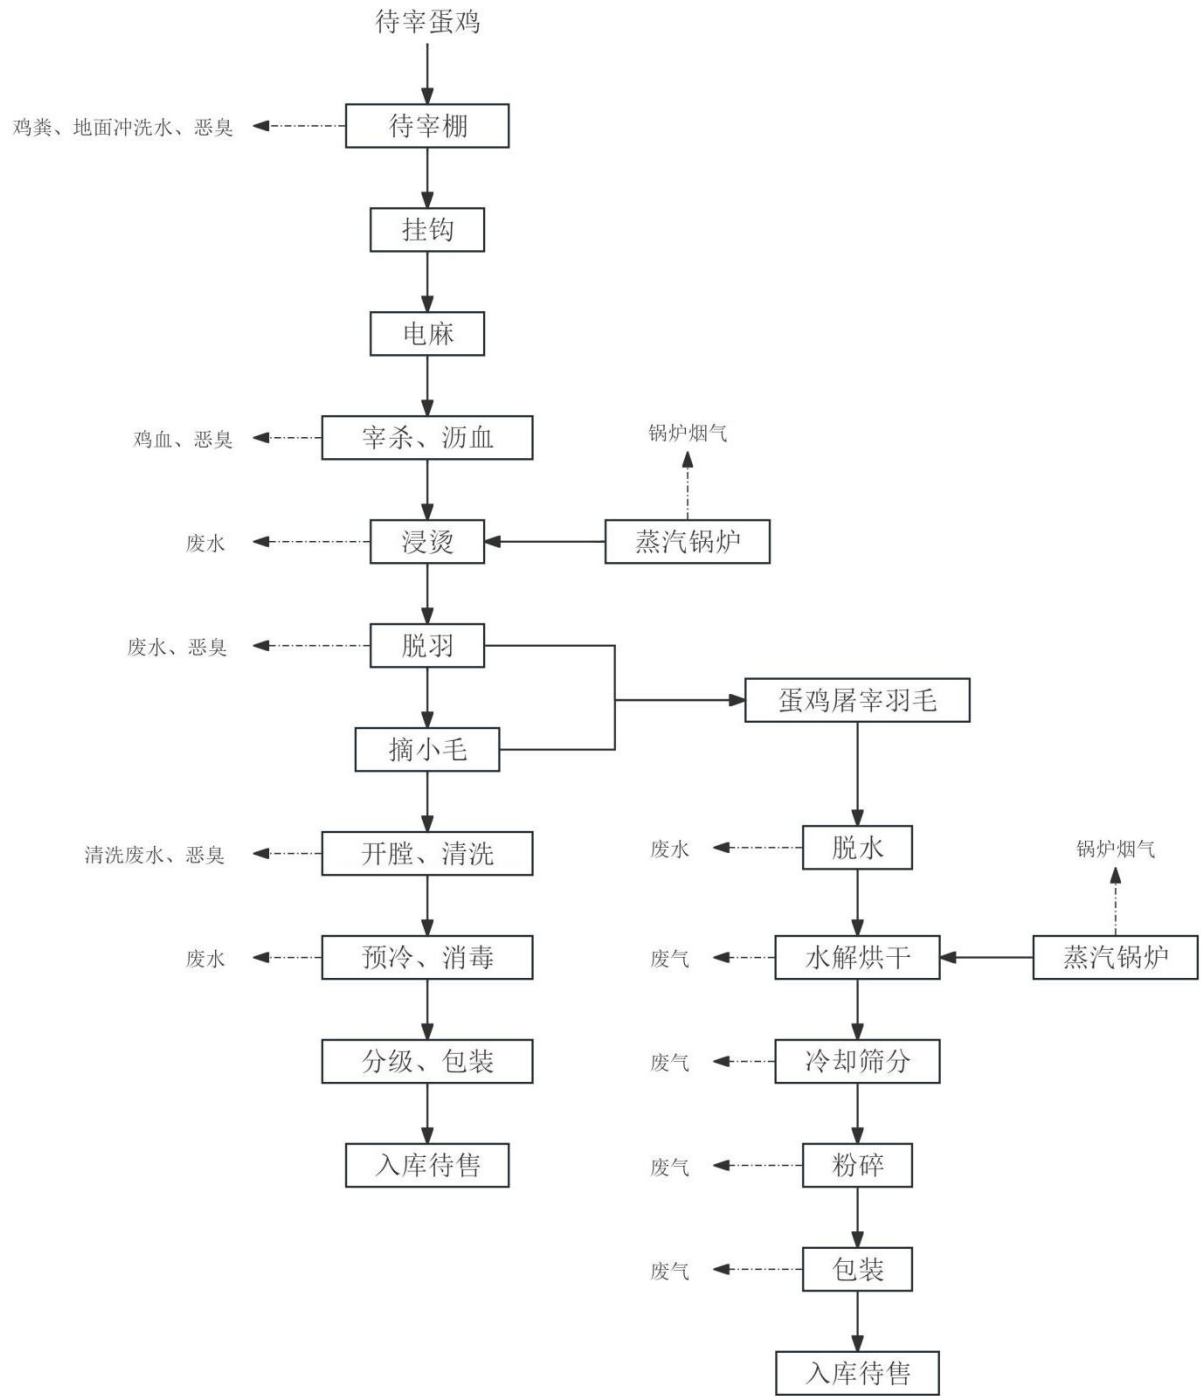 待宰蛋鸡
鸡粪、地面冲洗水、恶臭
待宰棚
挂钩
电麻
鸡血、恶臭
宰杀、沥血
锅炉烟气
废水
浸烫
蒸汽锅炉
废水、恶臭
脱羽
蛋鸡屠宰羽毛
摘小毛
清洗废水、恶臭
开膛、清洗
废水
脱水
锅炉烟气
废水
预冷、消毒
废气
水解烘干
蒸汽锅炉
分级、包装
废气
冷却筛分
入库待售
废气
粉碎
废气
包装
入库待售